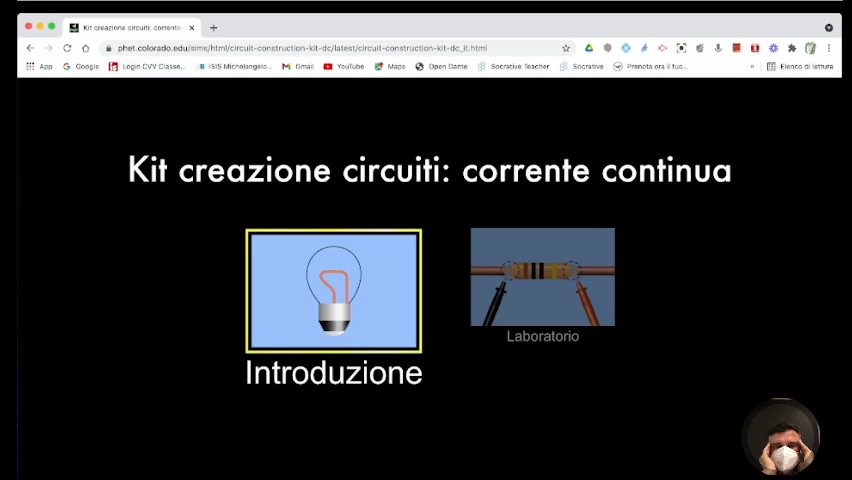 Kit creazione circuiti: corrente
phet.colorado.edu/sims/html/circuit-construction-kit-dc/latest/circuit-construction-kit-dc_it.html
App Google Login CVV Classe... ISIS Michelangelo... Gmail YouTube Maps Open Dante Socrative Teacher Socrative Prenota ora il tuo... » Elenco di lettura
Kit creazione circuiti: corrente continua
Introduzione
Laboratorio